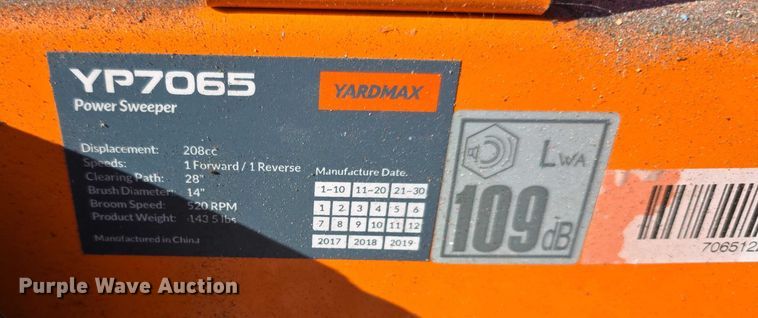 YP7065
Power Sweeper
YARDMAX
Displacement: 208cc
Speeds: 1 Forward / 1 Reverse
Clearing Path: 28"
Brush Diameter: 14"
Broom Speed: 520 RPM
Product Weight: 143.5 lbs
Manufactured in China
Manufacture Date:
1-10 11-20 21-30
1 2 3 4 5 6
7 8 9 10 11 12
2017 2018 2019
LWA
109dB
Purple Wave Auction